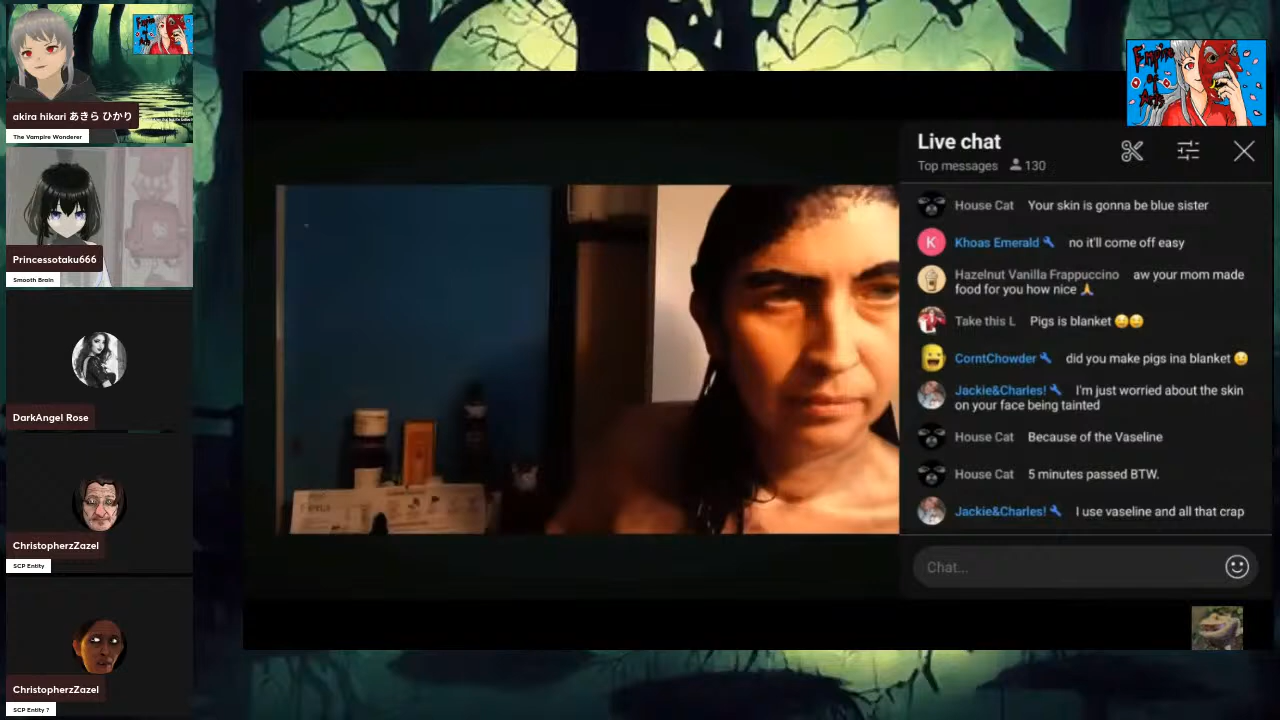 akira hikari あきら ひかり
The Vampire Wonderer
Princessotaku666
Smooth Brain
DarkAngel Rose
ChristopherzZazel
SCP Entity
ChristopherzZazel
SCP Entity ?
Empire
of
Arts
Live chat
Top messages 130
House Cat Your skin is gonna be blue sister
K
Khoas Emerald no it'll come off easy
Hazelnut Vanilla Frappuccino aw your mom made
food for you how nice 🙏
Take this L Pigs is blanket 😄😄
CorntChowder did you make pigs ina blanket 😉
Jackie&Charles! I'm just worried about the skin
on your face being tainted
House Cat Because of the Vaseline
House Cat 5 minutes passed BTW.
Jackie&Charles! I use vaseline and all that crap
Chat...